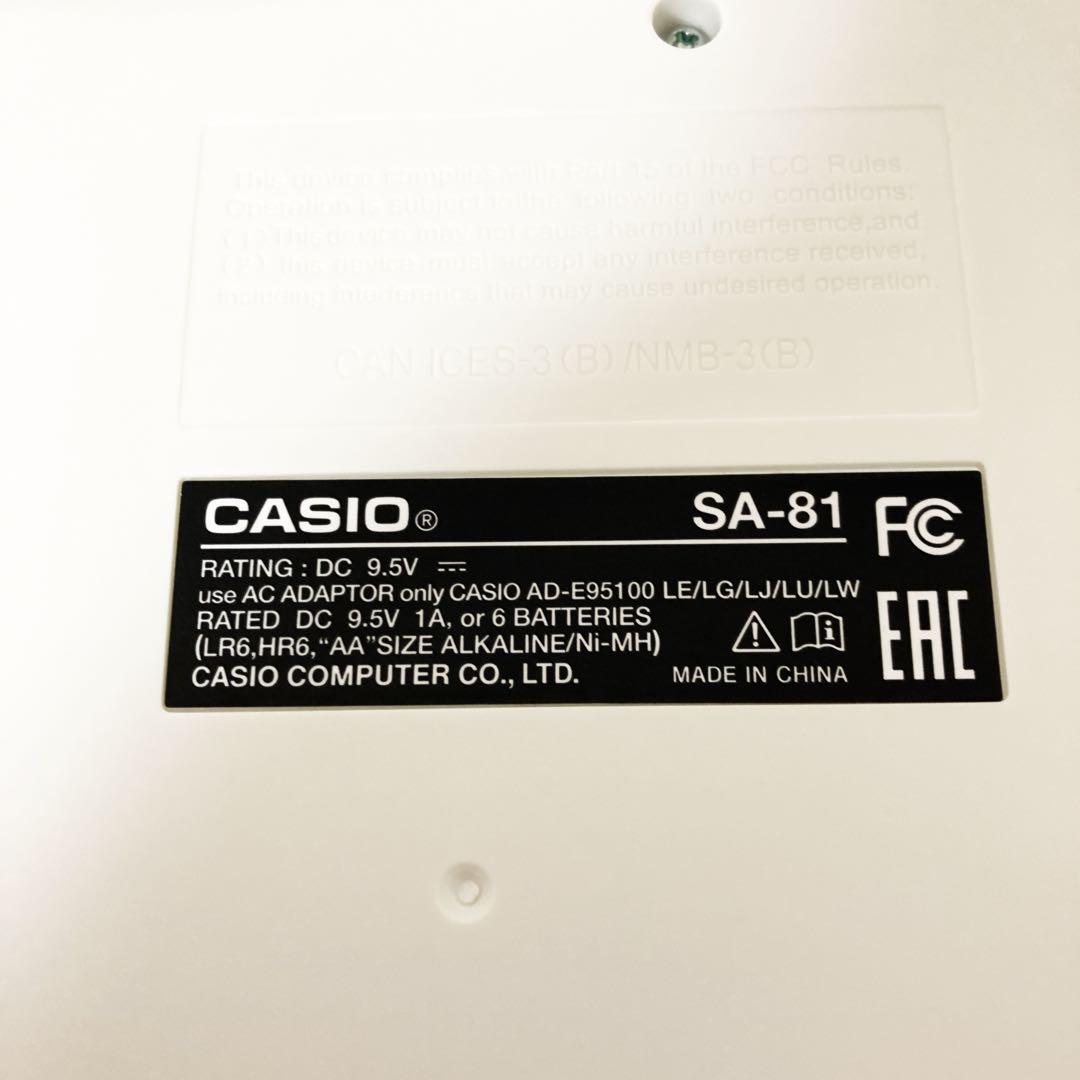 This device complies with Part 15 of the FCC Rules.
Operation is subject to the following two conditions:
(1) This device may not cause harmful interference,and
(2) this device must accept any interference received,
including interference that may cause undesired operation.
CAN ICES-3(B)/NMB-3(B)
CASIO® SA-81 FC
RATING : DC 9.5V ⎓
use AC ADAPTOR only CASIO AD-E95100 LE/LG/LJ/LU/LW
RATED DC 9.5V 1A, or 6 BATTERIES
(LR6,HR6,“AA”SIZE ALKALINE/Ni-MH)
CASIO COMPUTER CO., LTD. MADE IN CHINA EAC